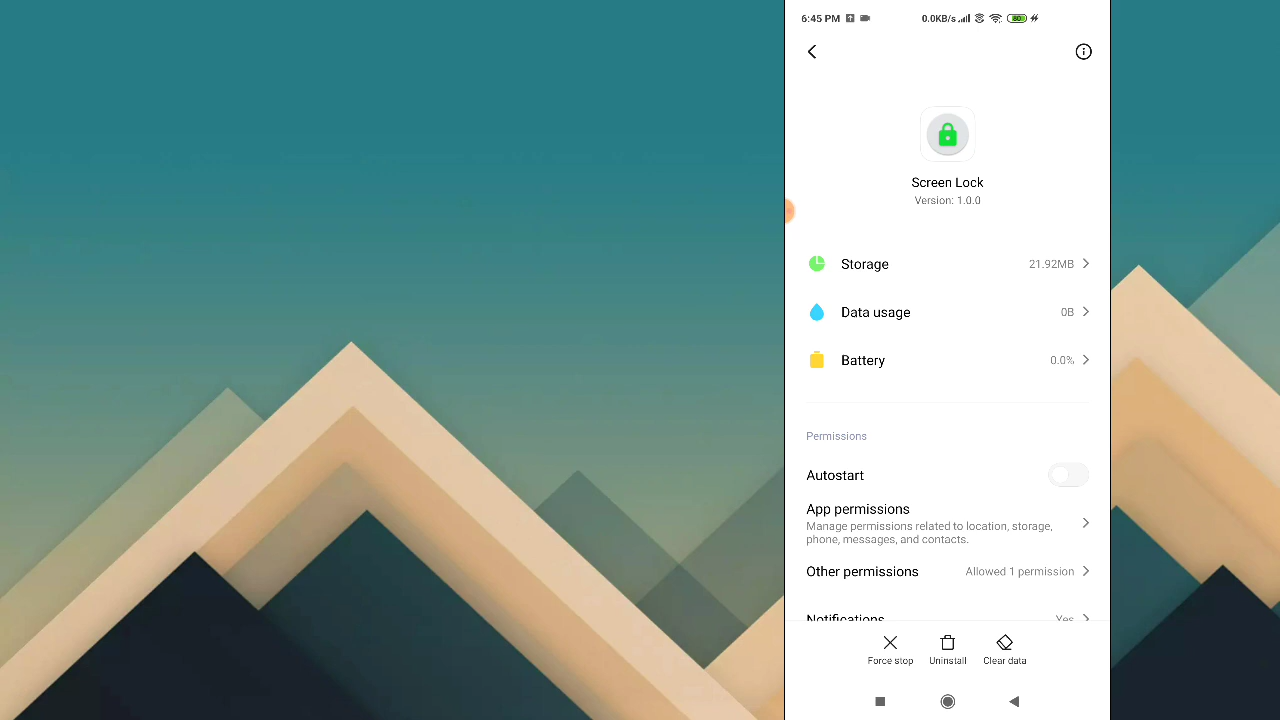 6:45 PM 0.0KB/s 80
Screen Lock
Version: 1.0.0
Storage 21.92MB
Data usage 0B
Battery 0.0%
Permissions
Autostart
App permissions
Manage permissions related to location, storage,
phone, messages, and contacts.
Other permissions Allowed 1 permission
Notifications Yes
Force stop Uninstall Clear data